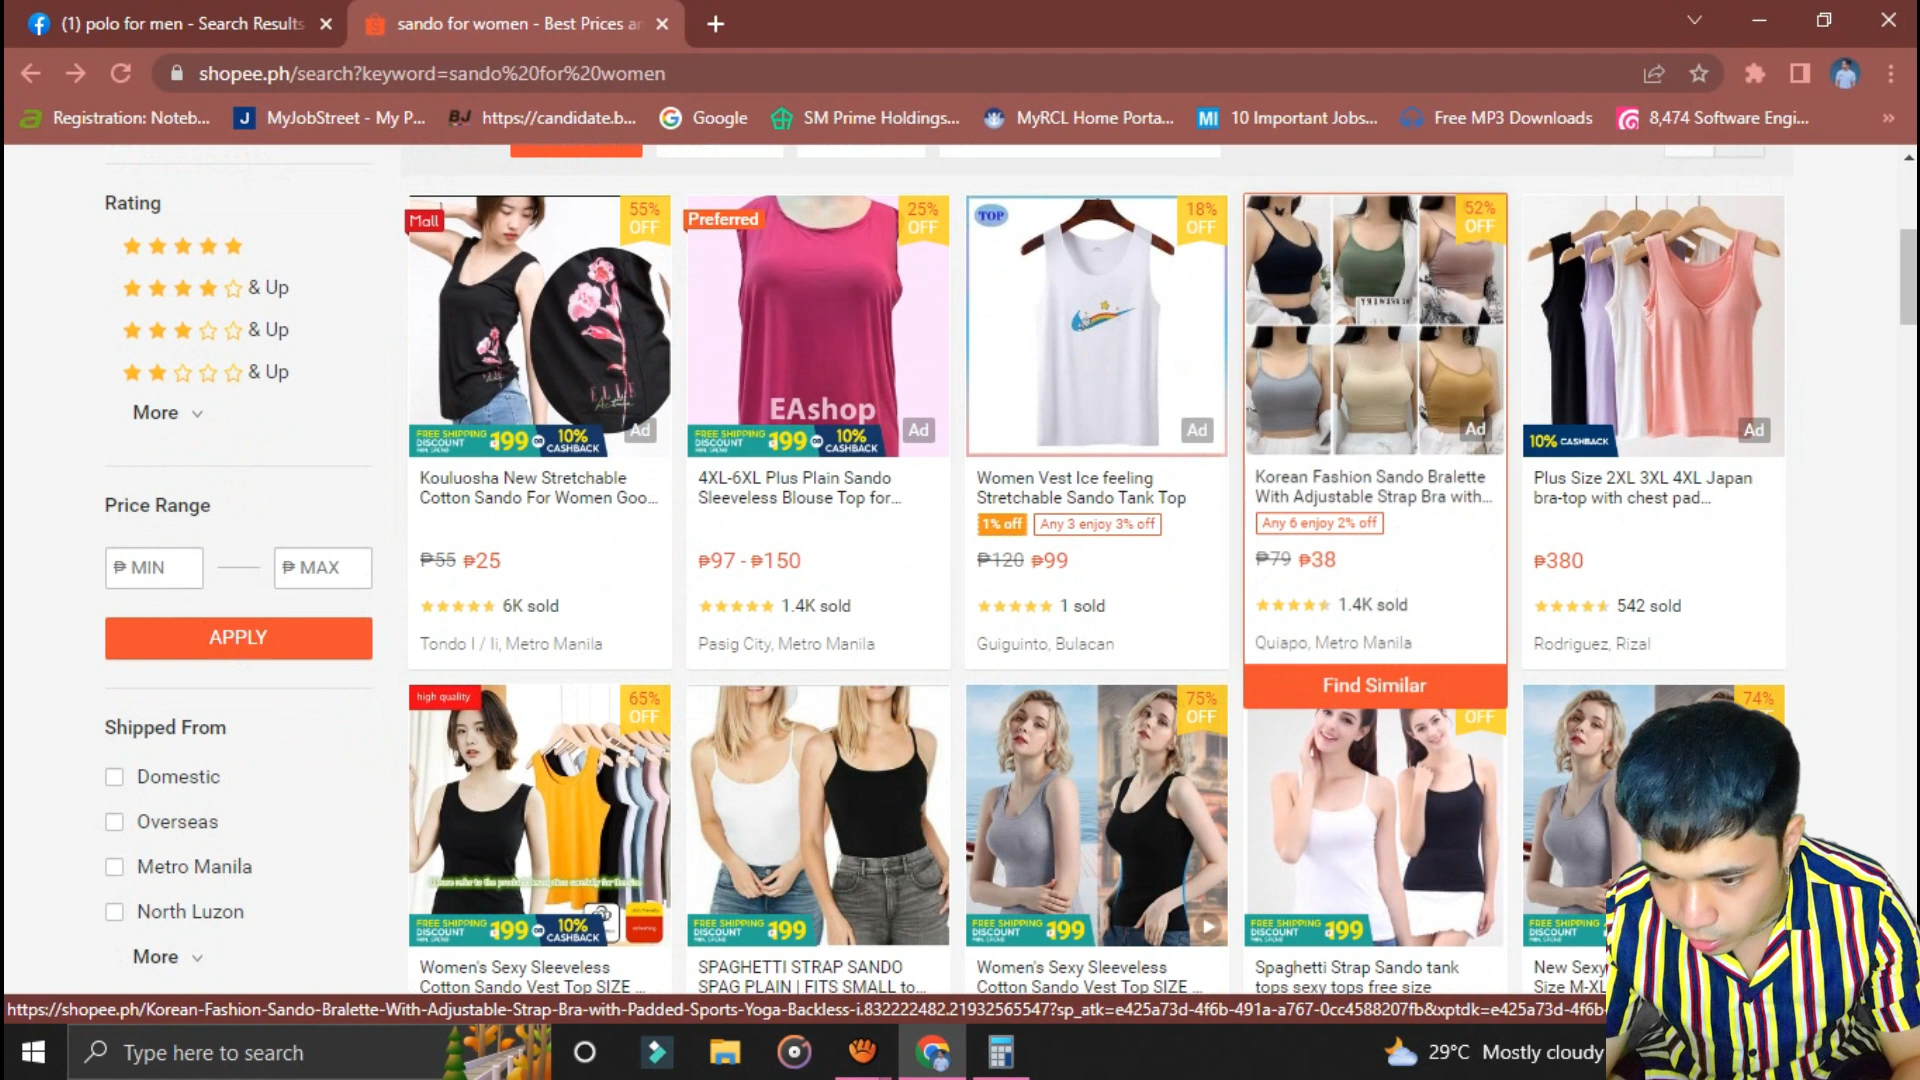 (1) polo for men - Search Results
sando for women - Best Prices a
shopee.ph/search?keyword=sando%20for%20women
Registration: Noteb...
MyJobStreet - My P...
https://candidate.b...
Google
SM Prime Holdings...
MyRCL Home Porta...
10 Important Jobs...
Free MP3 Downloads
8,474 Software Engi...
Rating
& Up
& Up
& Up
More
Price Range
₱ MIN
₱ MAX
APPLY
Shipped From
Domestic
Overseas
Metro Manila
North Luzon
More
Mall
55%
OFF
FREE SHIPPING
DISCOUNT
₱199
OR
10%
CASHBACK
Ad
Kouluosha New Stretchable
Cotton Sando For Women Goo...
₱55 ₱25
6K sold
Tondo I / Ii, Metro Manila
Preferred
25%
OFF
EAshop
FREE SHIPPING
DISCOUNT
₱199
OR
10%
CASHBACK
Ad
4XL-6XL Plus Plain Sando
Sleeveless Blouse Top for...
₱97 - ₱150
1.4K sold
Pasig City, Metro Manila
TOP
18%
OFF
Ad
Women Vest Ice feeling
Stretchable Sando Tank Top
1% off
Any 3 enjoy 3% off
₱120 ₱99
1 sold
Guiguinto, Bulacan
52%
OFF
Ad
Korean Fashion Sando Bralette
With Adjustable Strap Bra with...
Any 6 enjoy 2% off
₱79 ₱38
1.4K sold
Quiapo, Metro Manila
Find Similar
10% CASHBACK
Ad
Plus Size 2XL 3XL 4XL Japan
bra-top with chest pad...
₱380
542 sold
Rodriguez, Rizal
high quality
65%
OFF
FREE SHIPPING
DISCOUNT
₱199
OR
10%
CASHBACK
Women's Sexy Sleeveless
Cotton Sando Vest Top SIZE ...
FREE SHIPPING
DISCOUNT
₱199
SPAGHETTI STRAP SANDO
SPAG PLAIN | FITS SMALL to...
75%
OFF
FREE SHIPPING
DISCOUNT
₱199
Women's Sexy Sleeveless
Cotton Sando Vest Top SIZE ...
OFF
FREE SHIPPING
DISCOUNT
₱199
Spaghetti Strap Sando tank
tops sexy tops free size
74%
FREE SHIPPING
DISCOUNT
New Sexy
Size M-XL
https://shopee.ph/Korean-Fashion-Sando-Bralette-With-Adjustable-Strap-Bra-with-Padded-Sports-Yoga-Backless-i.832222482.21932565547?sp_atk=e425a73d-4f6b-491a-a767-0cc4588207fb&xptdk=e425a73d-4f6b-
Type here to search
29°C Mostly cloudy